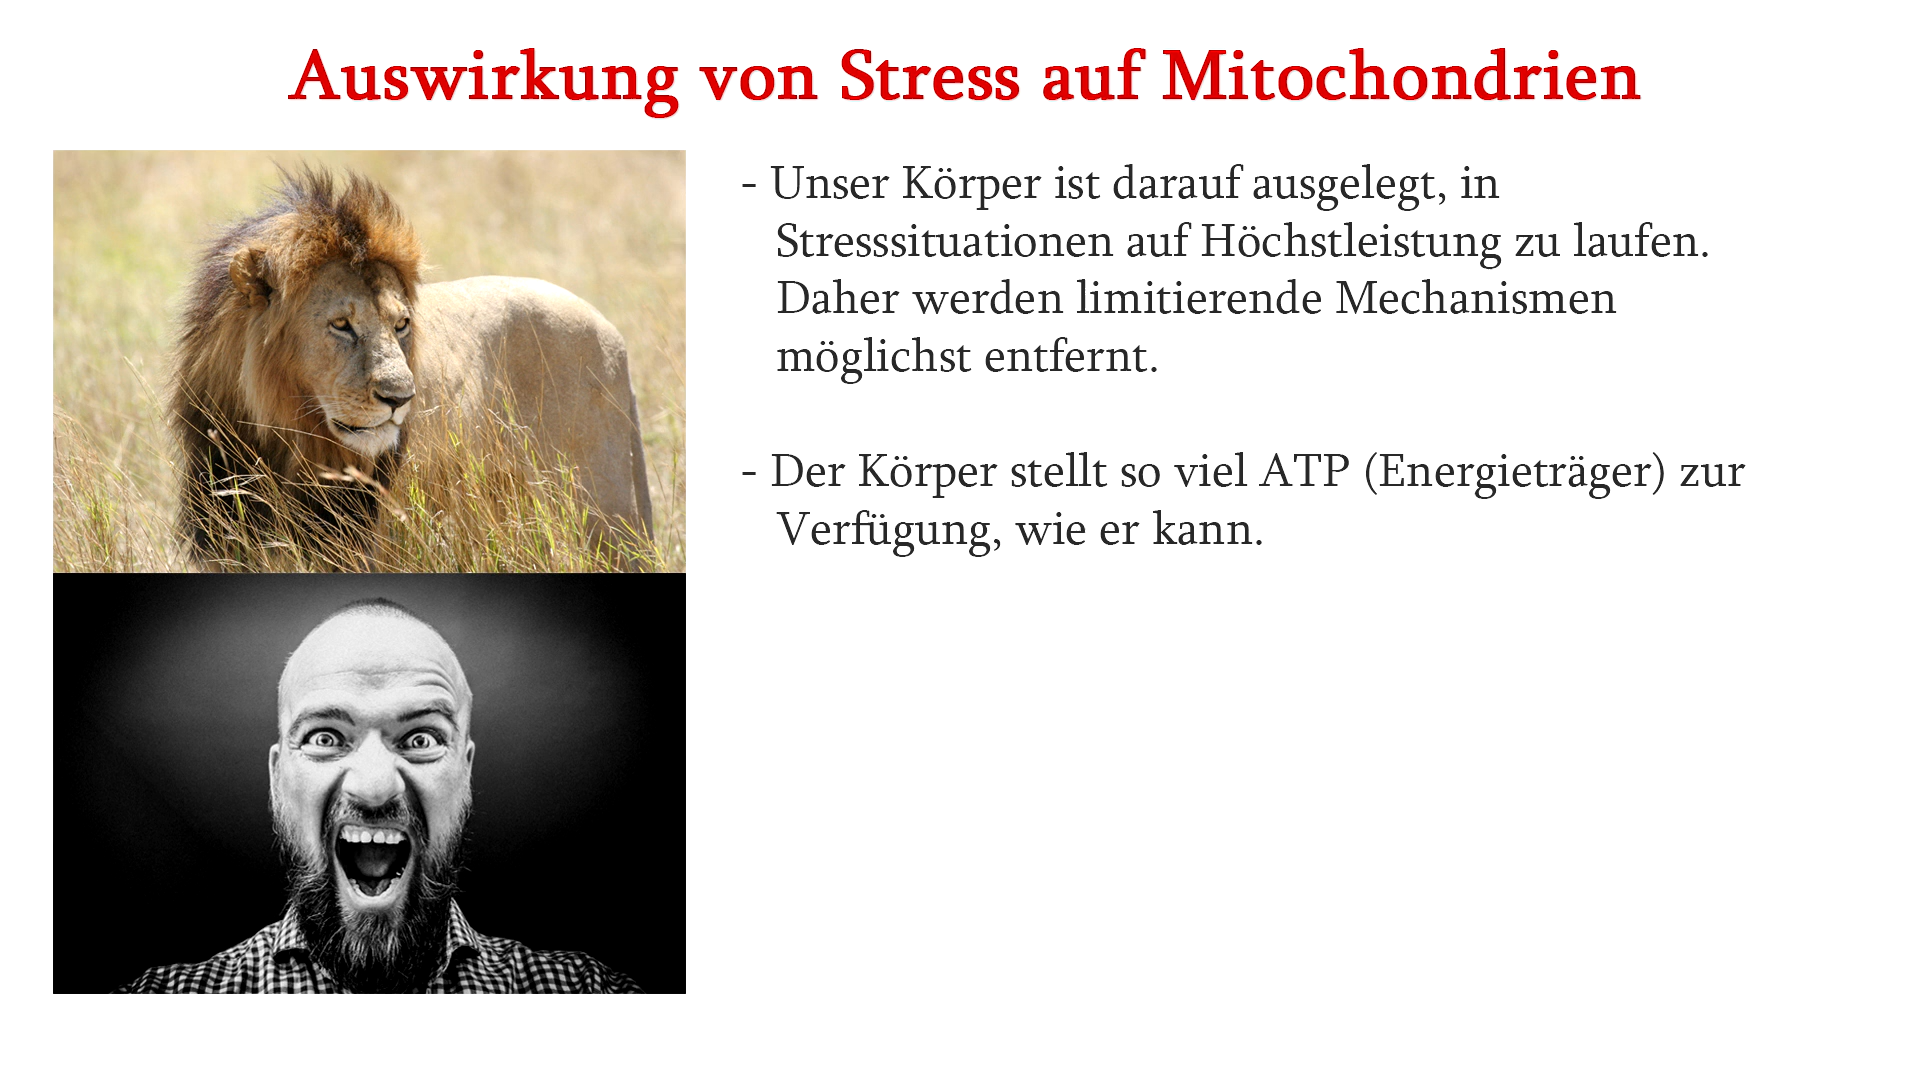 Auswirkung von Stress auf Mitochondrien
- Unser Körper ist darauf ausgelegt, in
Stresssituationen auf Höchstleistung zu laufen.
Daher werden limitierende Mechanismen
möglichst entfernt.
- Der Körper stellt so viel ATP (Energieträger) zur
Verfügung, wie er kann.